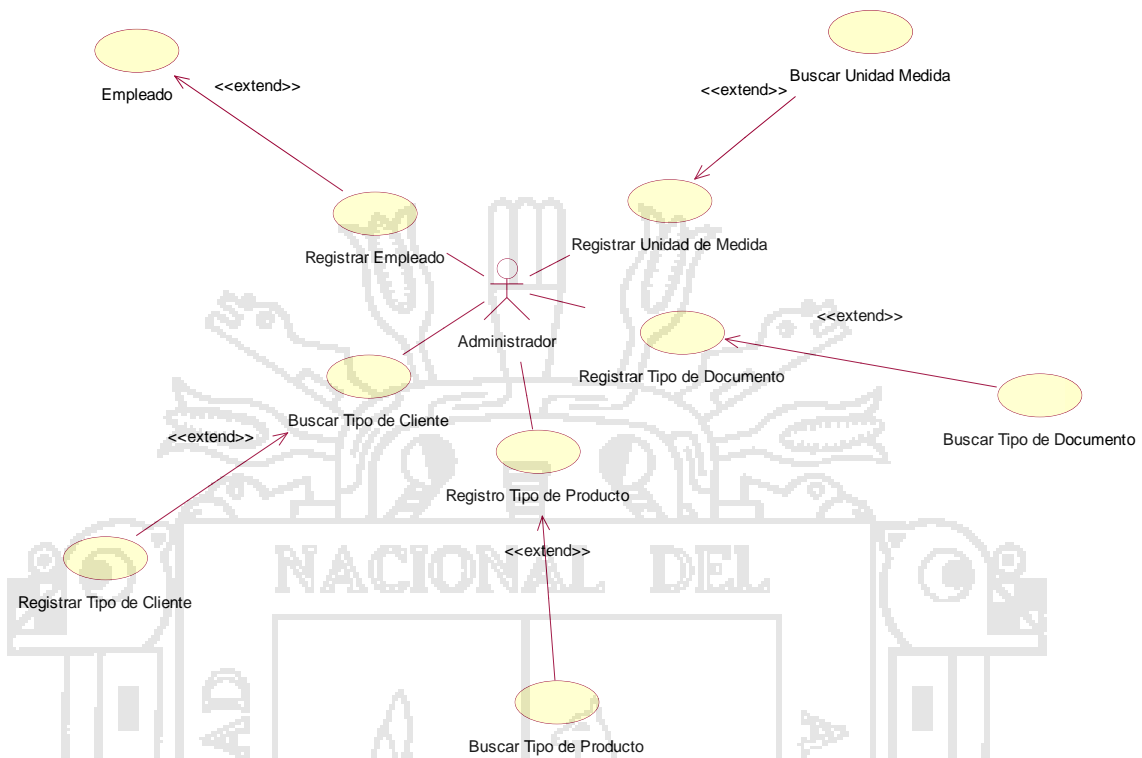 Buscar Unidad Medida
<<extend>>
<<extend>>
Empleado
Registrar Unidad de Medida
Registrar Empleado
<<extend>>
Administrador
Registrar Tipo de Documento
Buscar Tipo de Cliente
<<extend>>
Buscar Tipo de Documento
Registro Tipo de Producto
<<extend>>
NACIONAL DEL
Registrar Tipo de Cliente
AD
A
Buscar Tipo de Producto